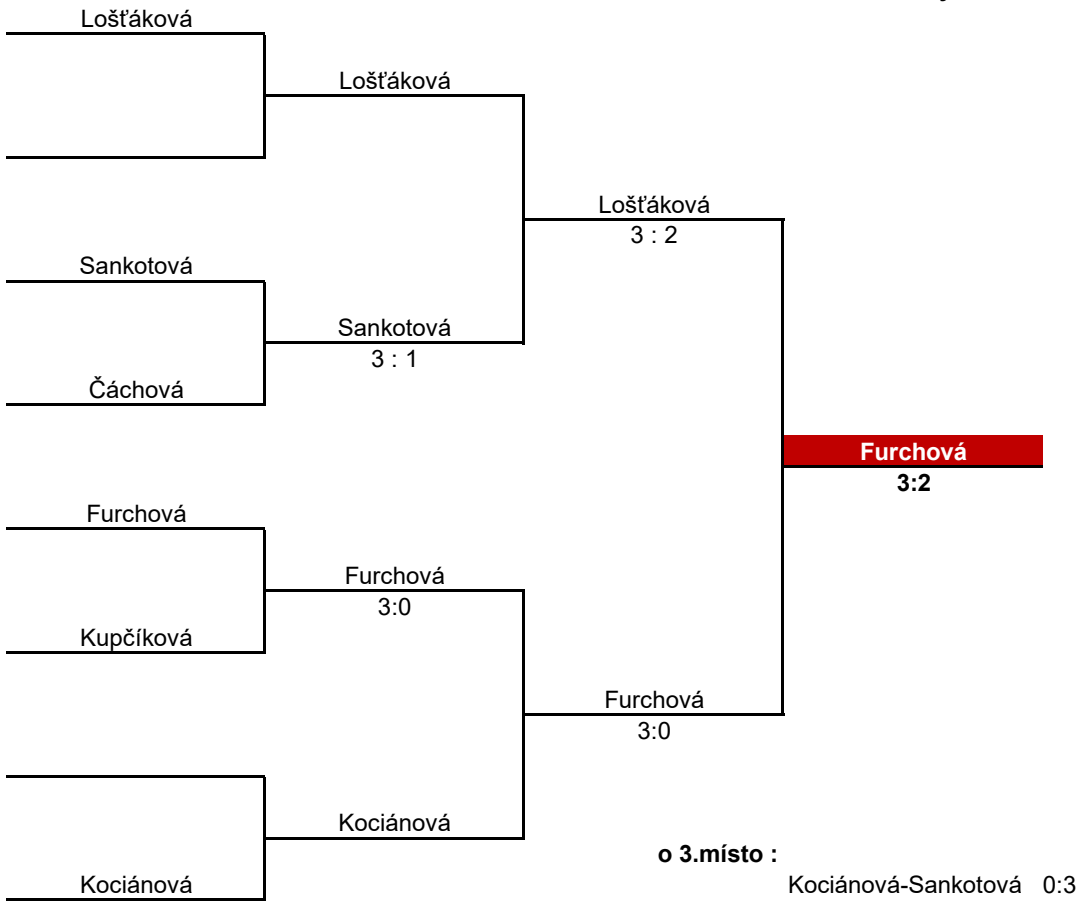 Lošťáková
Lošťáková
Lošťáková
3 : 2
Sankotová
Sankotová
3 : 1
Čáchová
Furchová
3:2
Furchová
Furchová
3:0
Kupčíková
Furchová
3:0
Kociánová
o 3.místo :
Kociánová
Kociánová-Sankotová 0:3